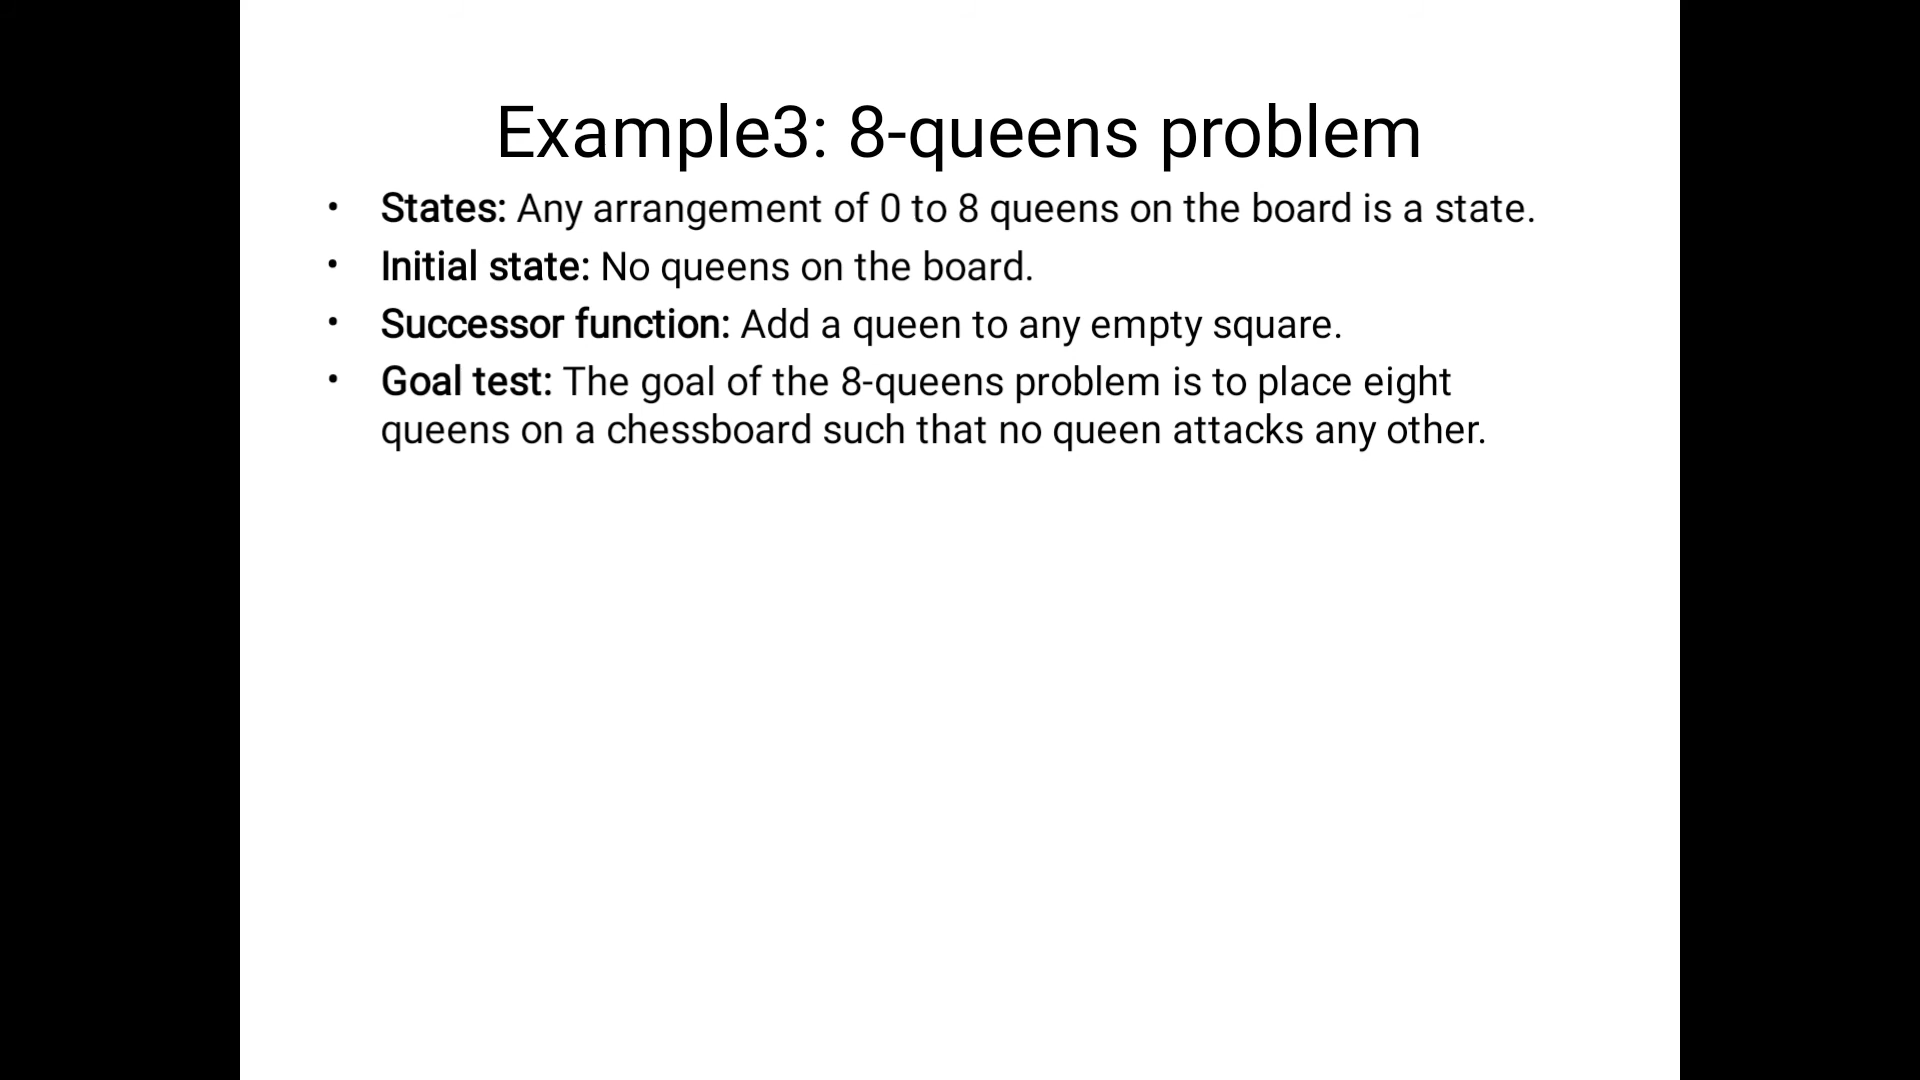 Example3: 8-queens problem
• States: Any arrangement of 0 to 8 queens on the board is a state.
• Initial state: No queens on the board.
• Successor function: Add a queen to any empty square.
• Goal test: The goal of the 8-queens problem is to place eight
queens on a chessboard such that no queen attacks any other.